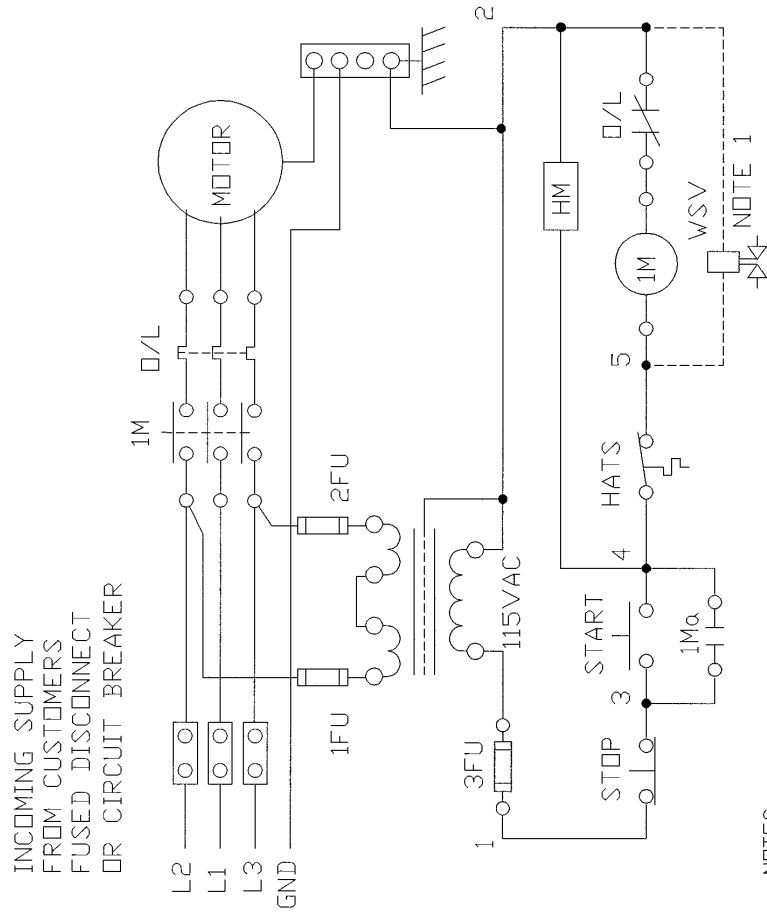 INCOMING SUPPLY
FROM CUSTOMERS
FUSED DISCONNECT
OR CIRCUIT BREAKER
L2
L1
L3
GND
1M
O/L
MOTOR
1FU
2FU
115VAC
3FU
1
2
STOP
3
START
1Ma
4
HATS
5
HM
1M
O/L
WSV
NOTE 1
NOTES